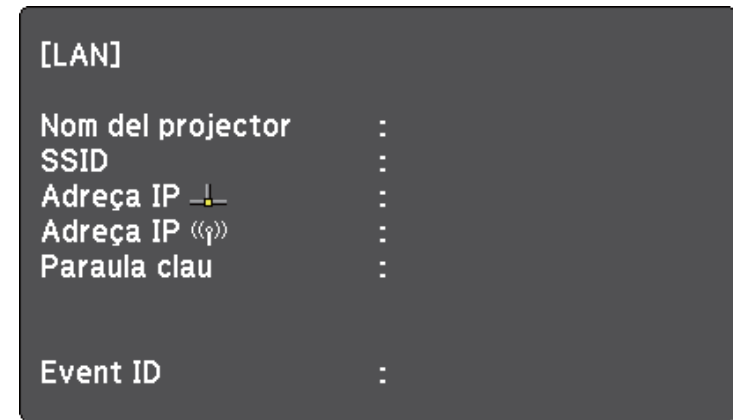 [LAN]
Nom del projector :
SSID :
Adreça IP :
Adreça IP :
Paraula clau :
Event ID :